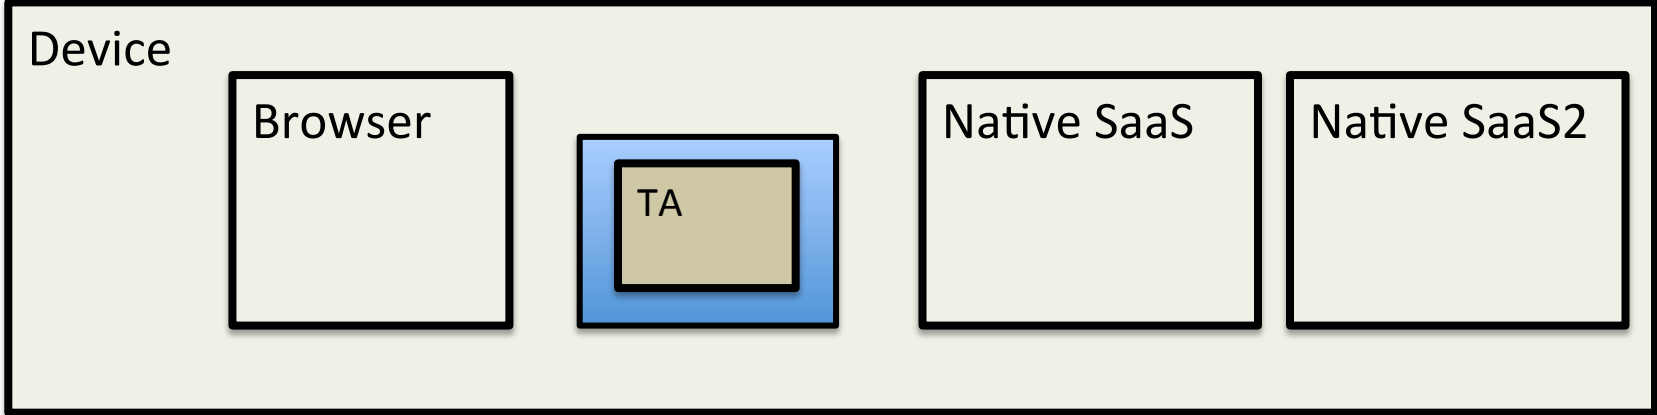 Device
Browser
TA
Native SaaS
Native SaaS2